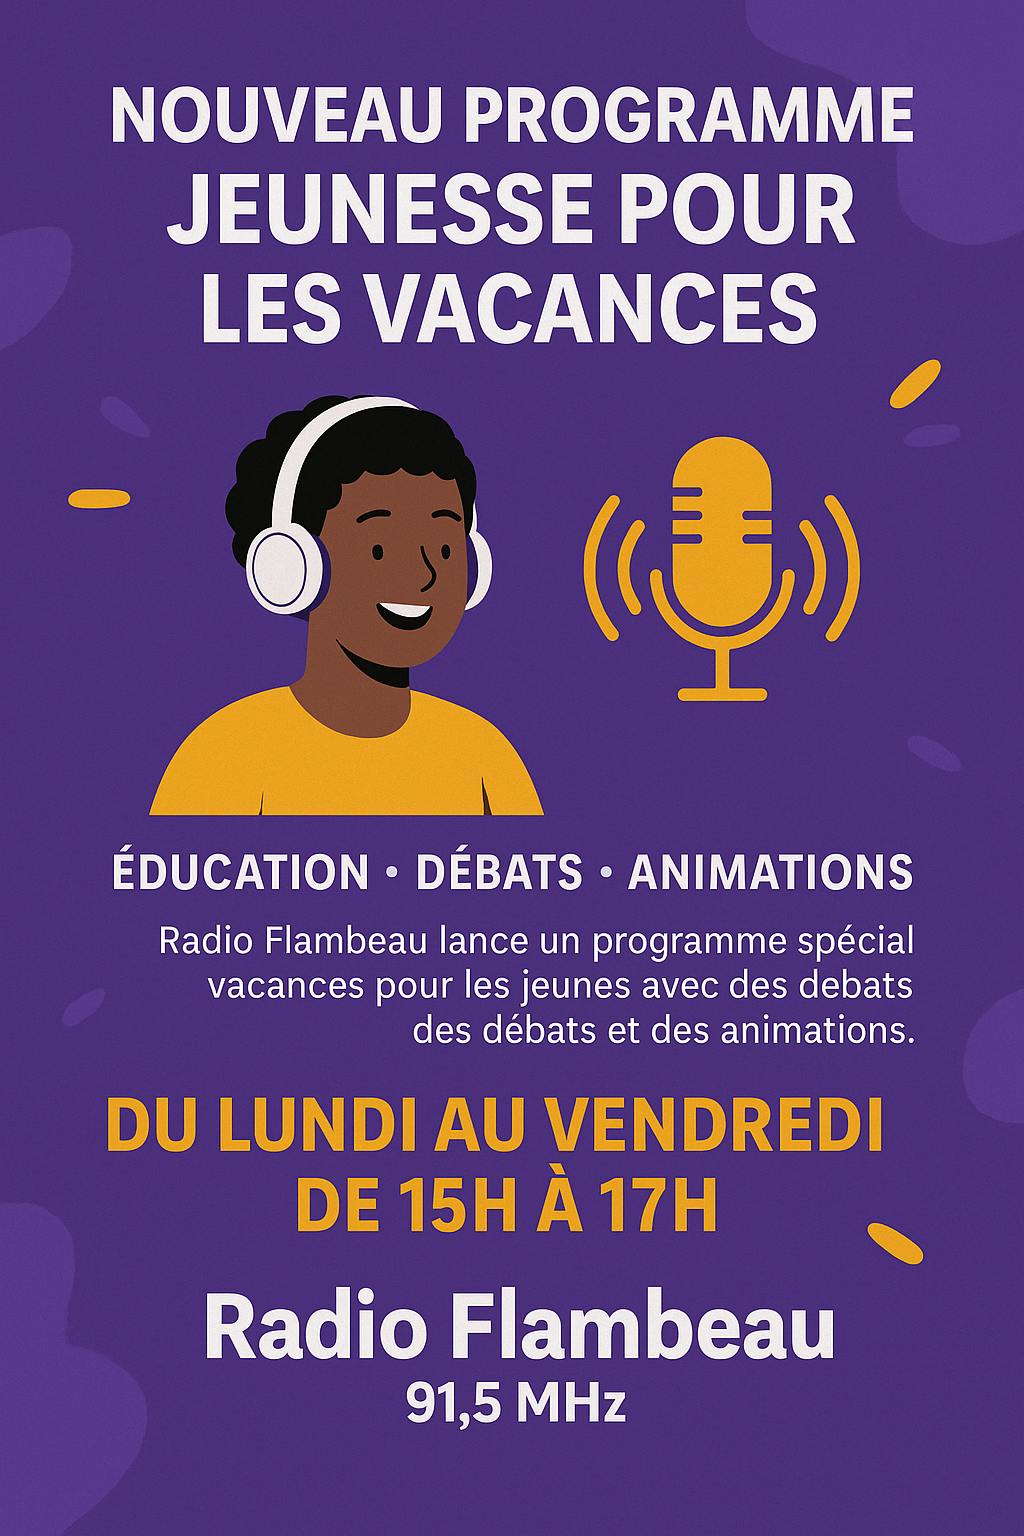 NOUVEAU PROGRAMME
JEUNESSE POUR
LES VACANCES
ÉDUCATION • DÉBATS • ANIMATIONS
Radio Flambeau lance un programme spécial
vacances pour les jeunes avec des debats
des débats et des animations.
DU LUNDI AU VENDREDI
DE 15H À 17H
Radio Flambeau
91,5 MHz